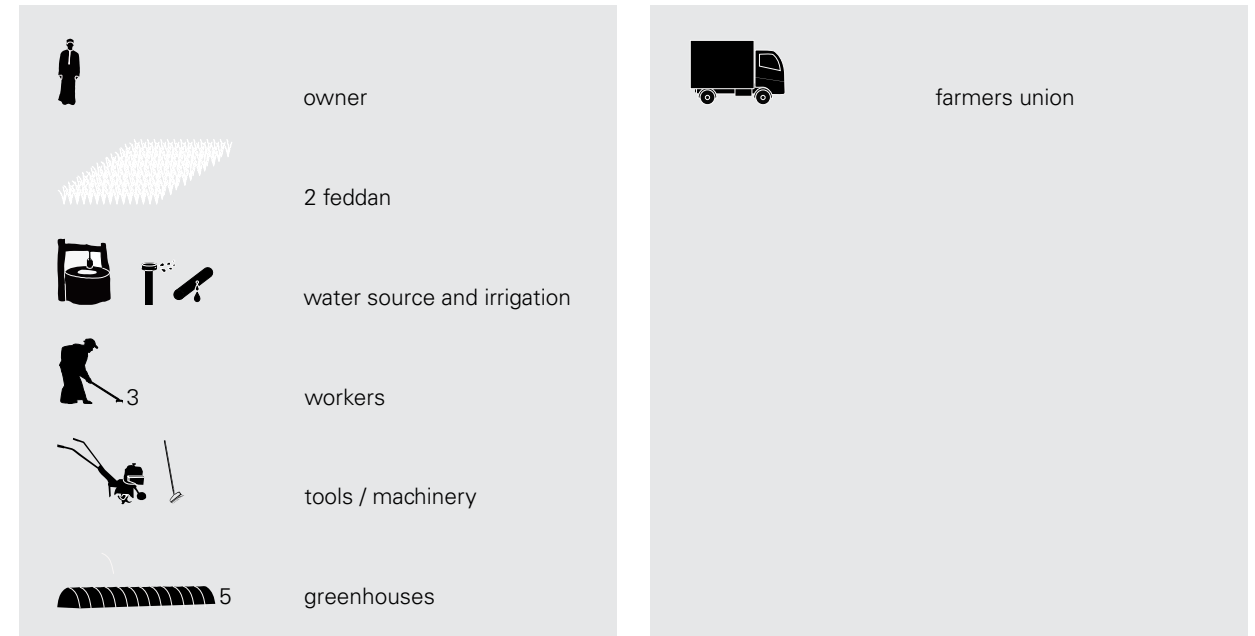 owner
2 feddan
water source and irrigation
3 workers
tools / machinery
5 greenhouses
farmers union